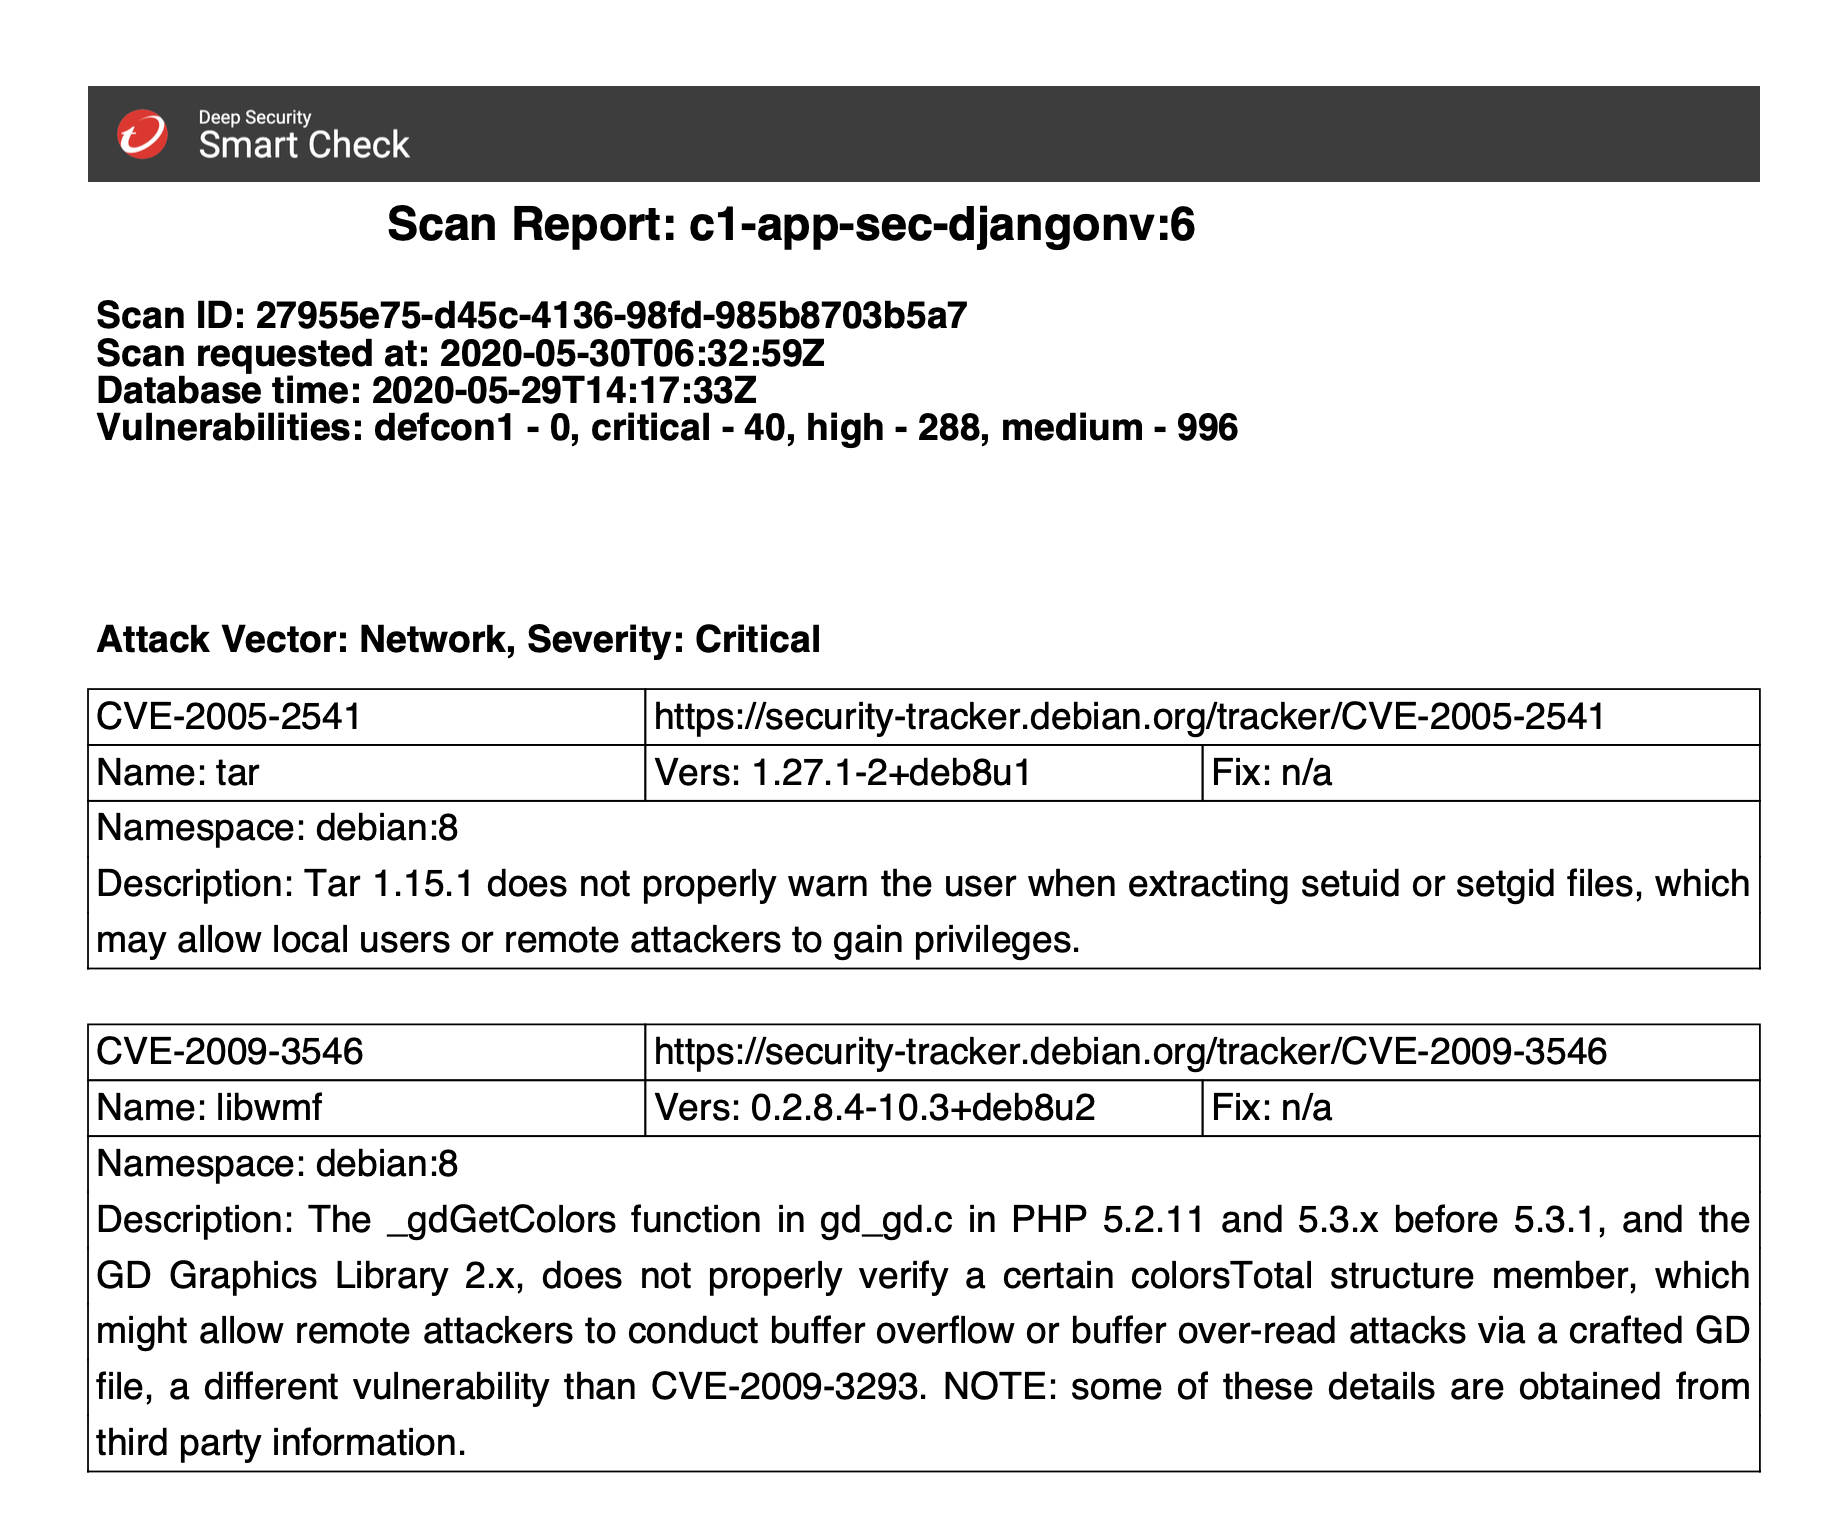 Deep Security
Smart Check
Scan Report: c1-app-sec-djangonv:6
Scan ID: 27955e75-d45c-4136-98fd-985b8703b5a7
Scan requested at: 2020-05-30T06:32:59Z
Database time: 2020-05-29T14:17:33Z
Vulnerabilities: defcon1 - 0, critical - 40, high - 288, medium - 996
Attack Vector: Network, Severity: Critical
CVE-2005-2541 https://security-tracker.debian.org/tracker/CVE-2005-2541
Name: tar Vers: 1.27.1-2+deb8u1 Fix: n/a
Namespace: debian:8
Description: Tar 1.15.1 does not properly warn the user when extracting setuid or setgid files, which
may allow local users or remote attackers to gain privileges.
CVE-2009-3546 https://security-tracker.debian.org/tracker/CVE-2009-3546
Name: libwmf Vers: 0.2.8.4-10.3+deb8u2 Fix: n/a
Namespace: debian:8
Description: The _gdGetColors function in gd_gd.c in PHP 5.2.11 and 5.3.x before 5.3.1, and the
GD Graphics Library 2.x, does not properly verify a certain colorsTotal structure member, which
might allow remote attackers to conduct buffer overflow or buffer over-read attacks via a crafted GD
file, a different vulnerability than CVE-2009-3293. NOTE: some of these details are obtained from
third party information.